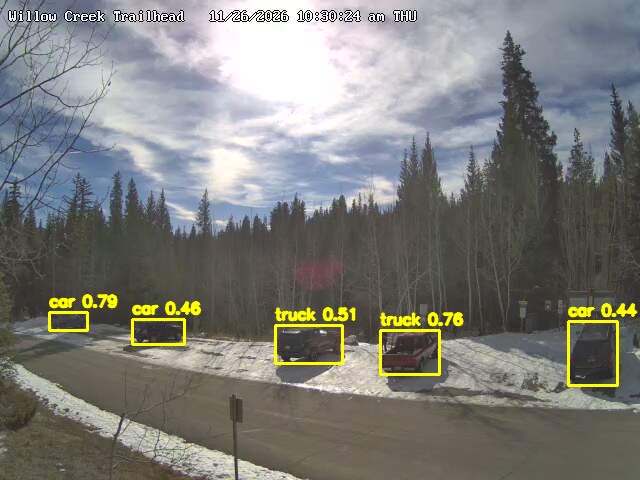 Willow Creek Trailhead   11/26/2026 10:30:24 am THU
car 0.79
car 0.46
truck 0.51
truck 0.76
car 0.44